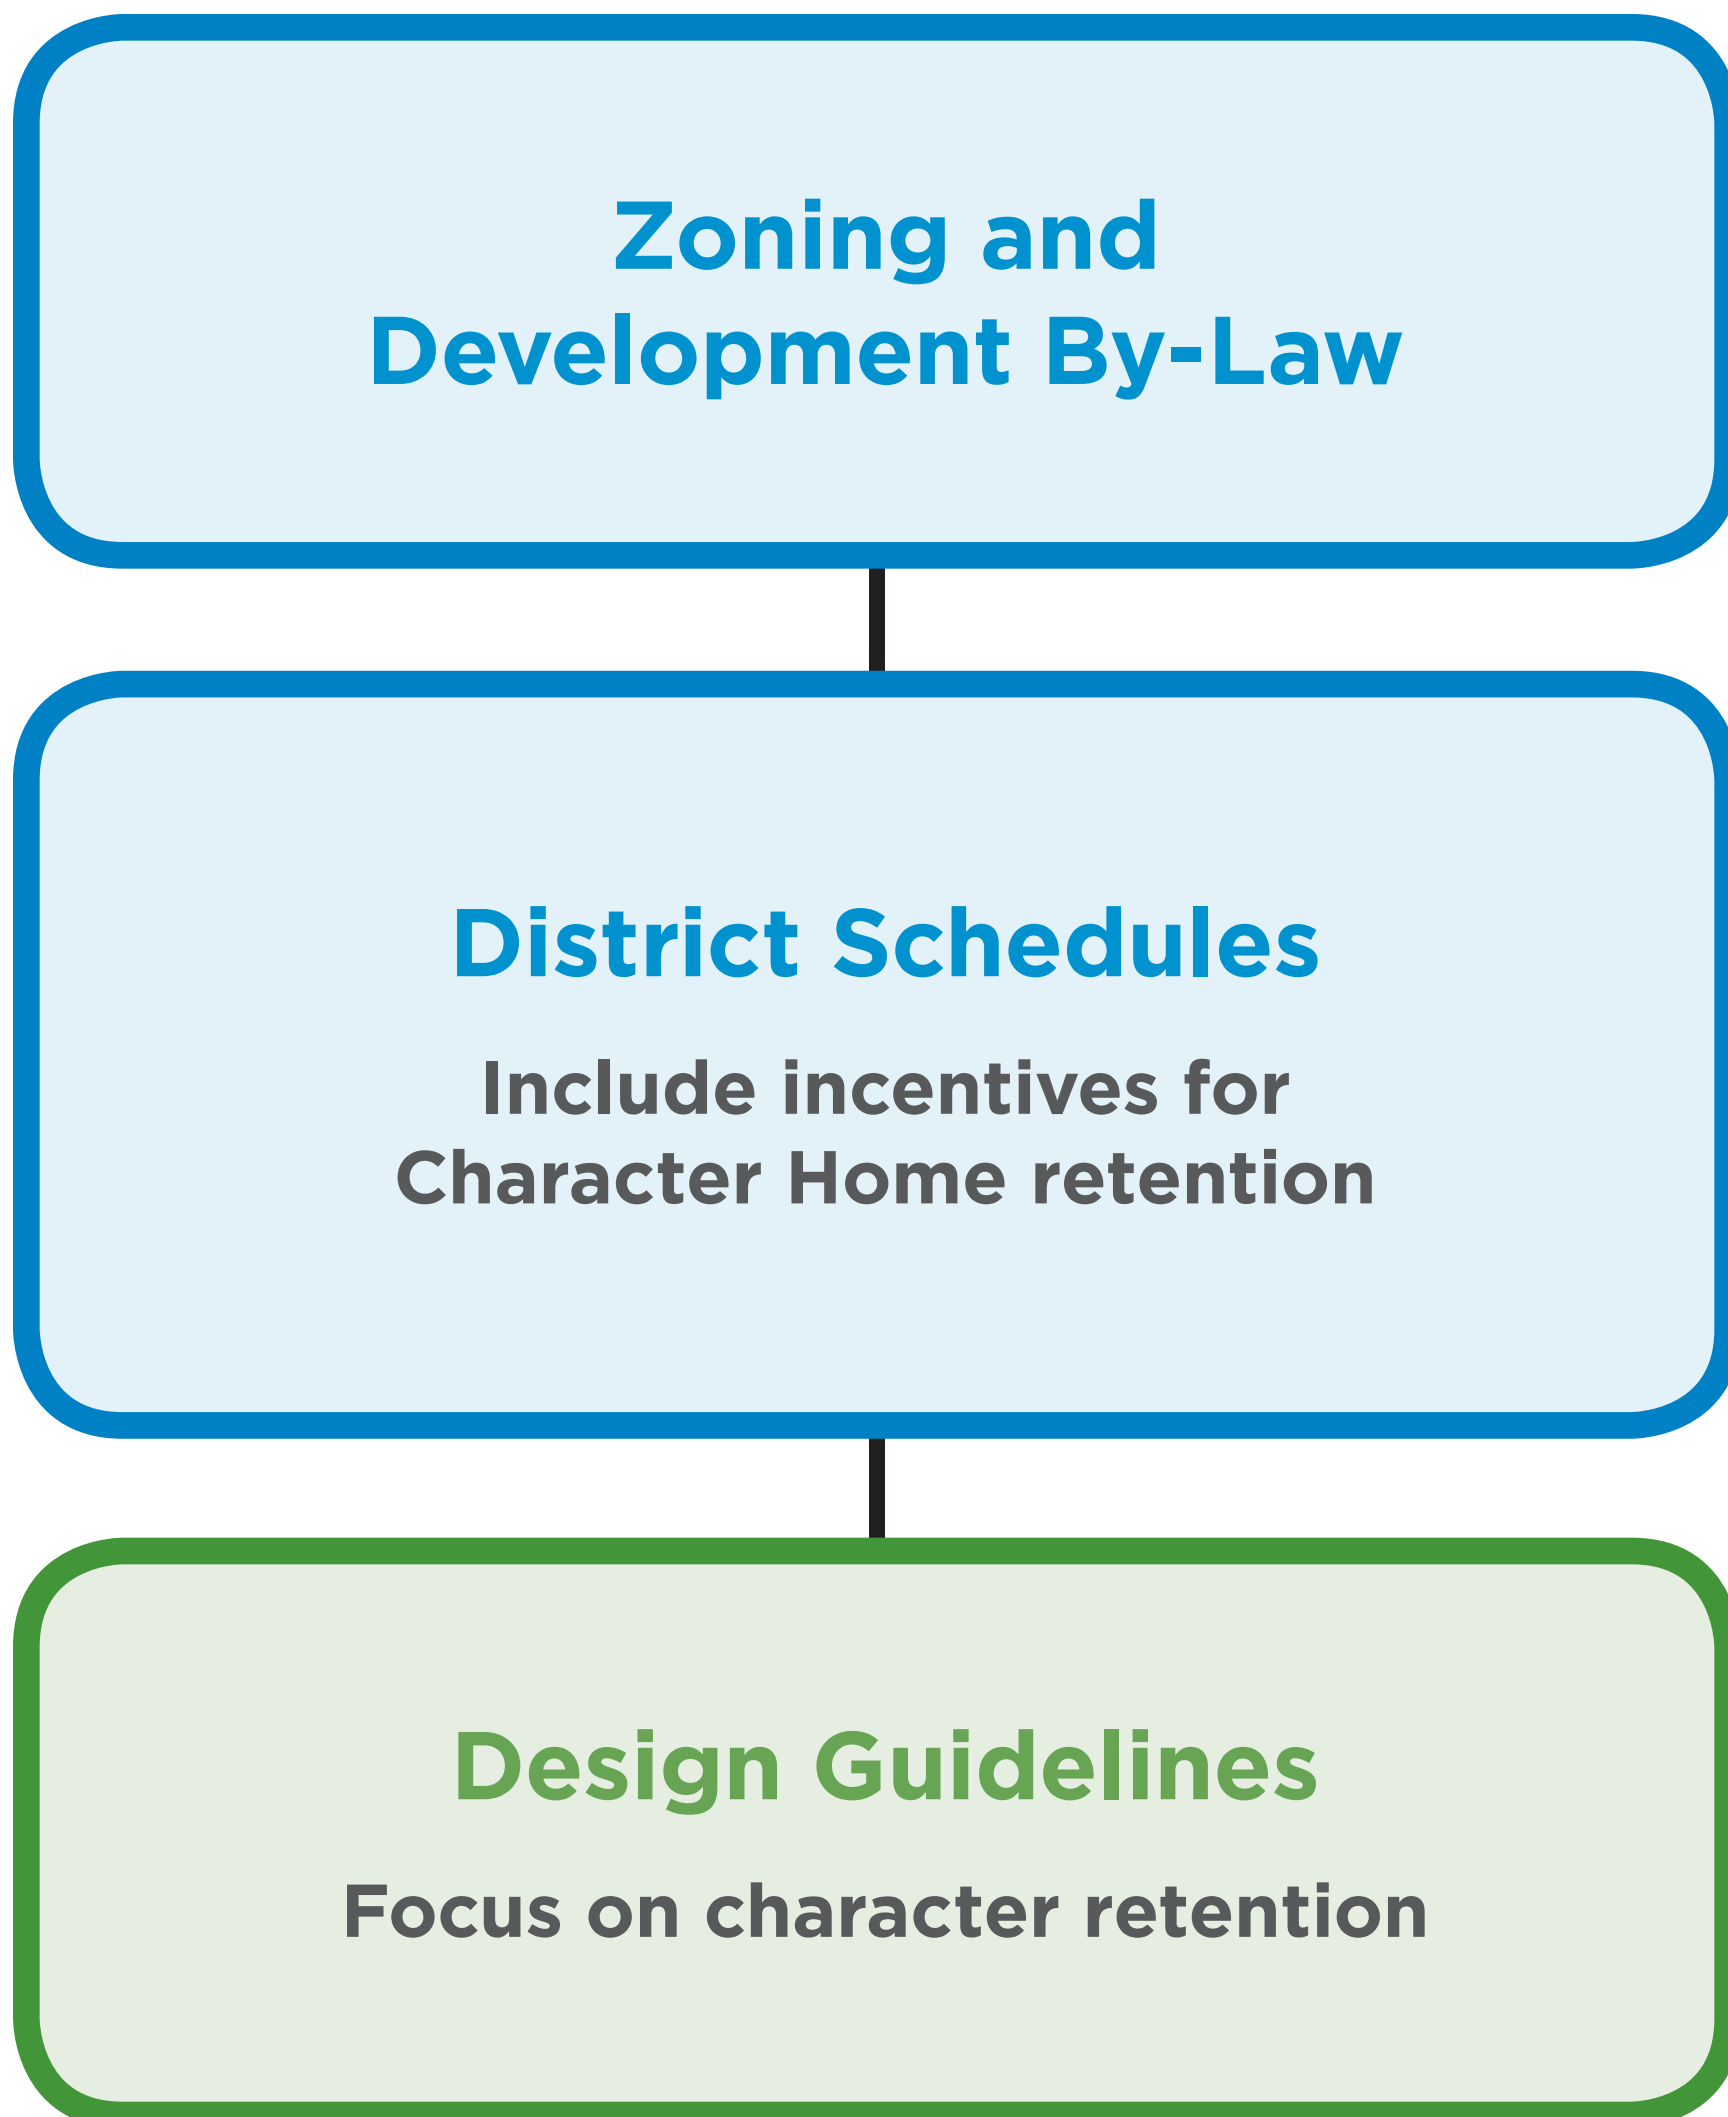 Zoning and
Development By-Law
District Schedules
Include incentives for
Character Home retention
Design Guidelines
Focus on character retention